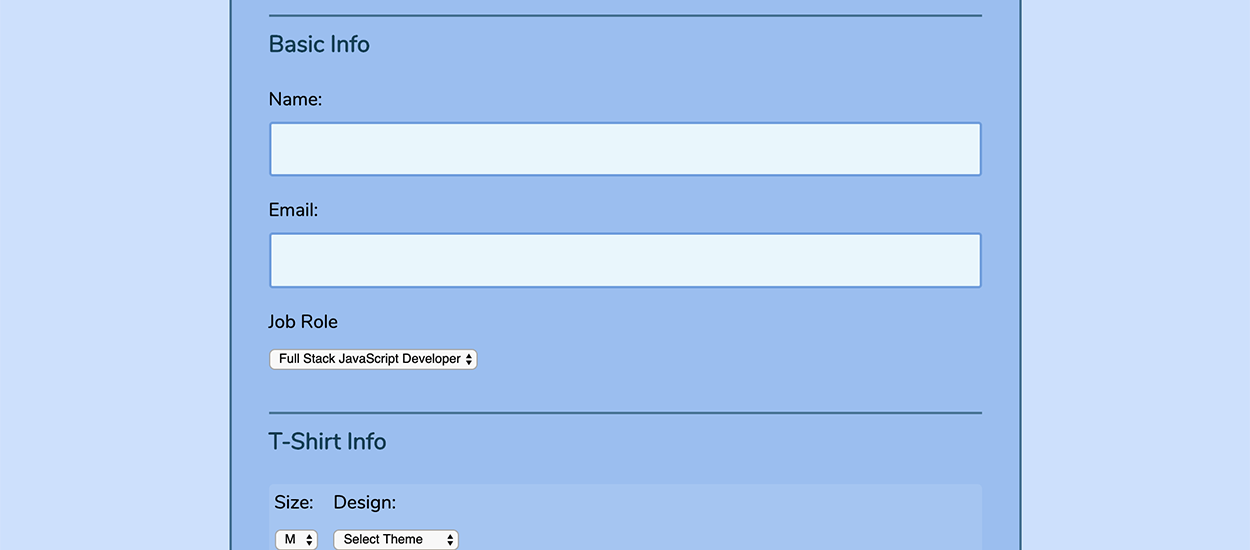 Basic Info
Name:
Email:
Job Role
Full Stack JavaScript Developer
T-Shirt Info
Size: Design:
M Select Theme